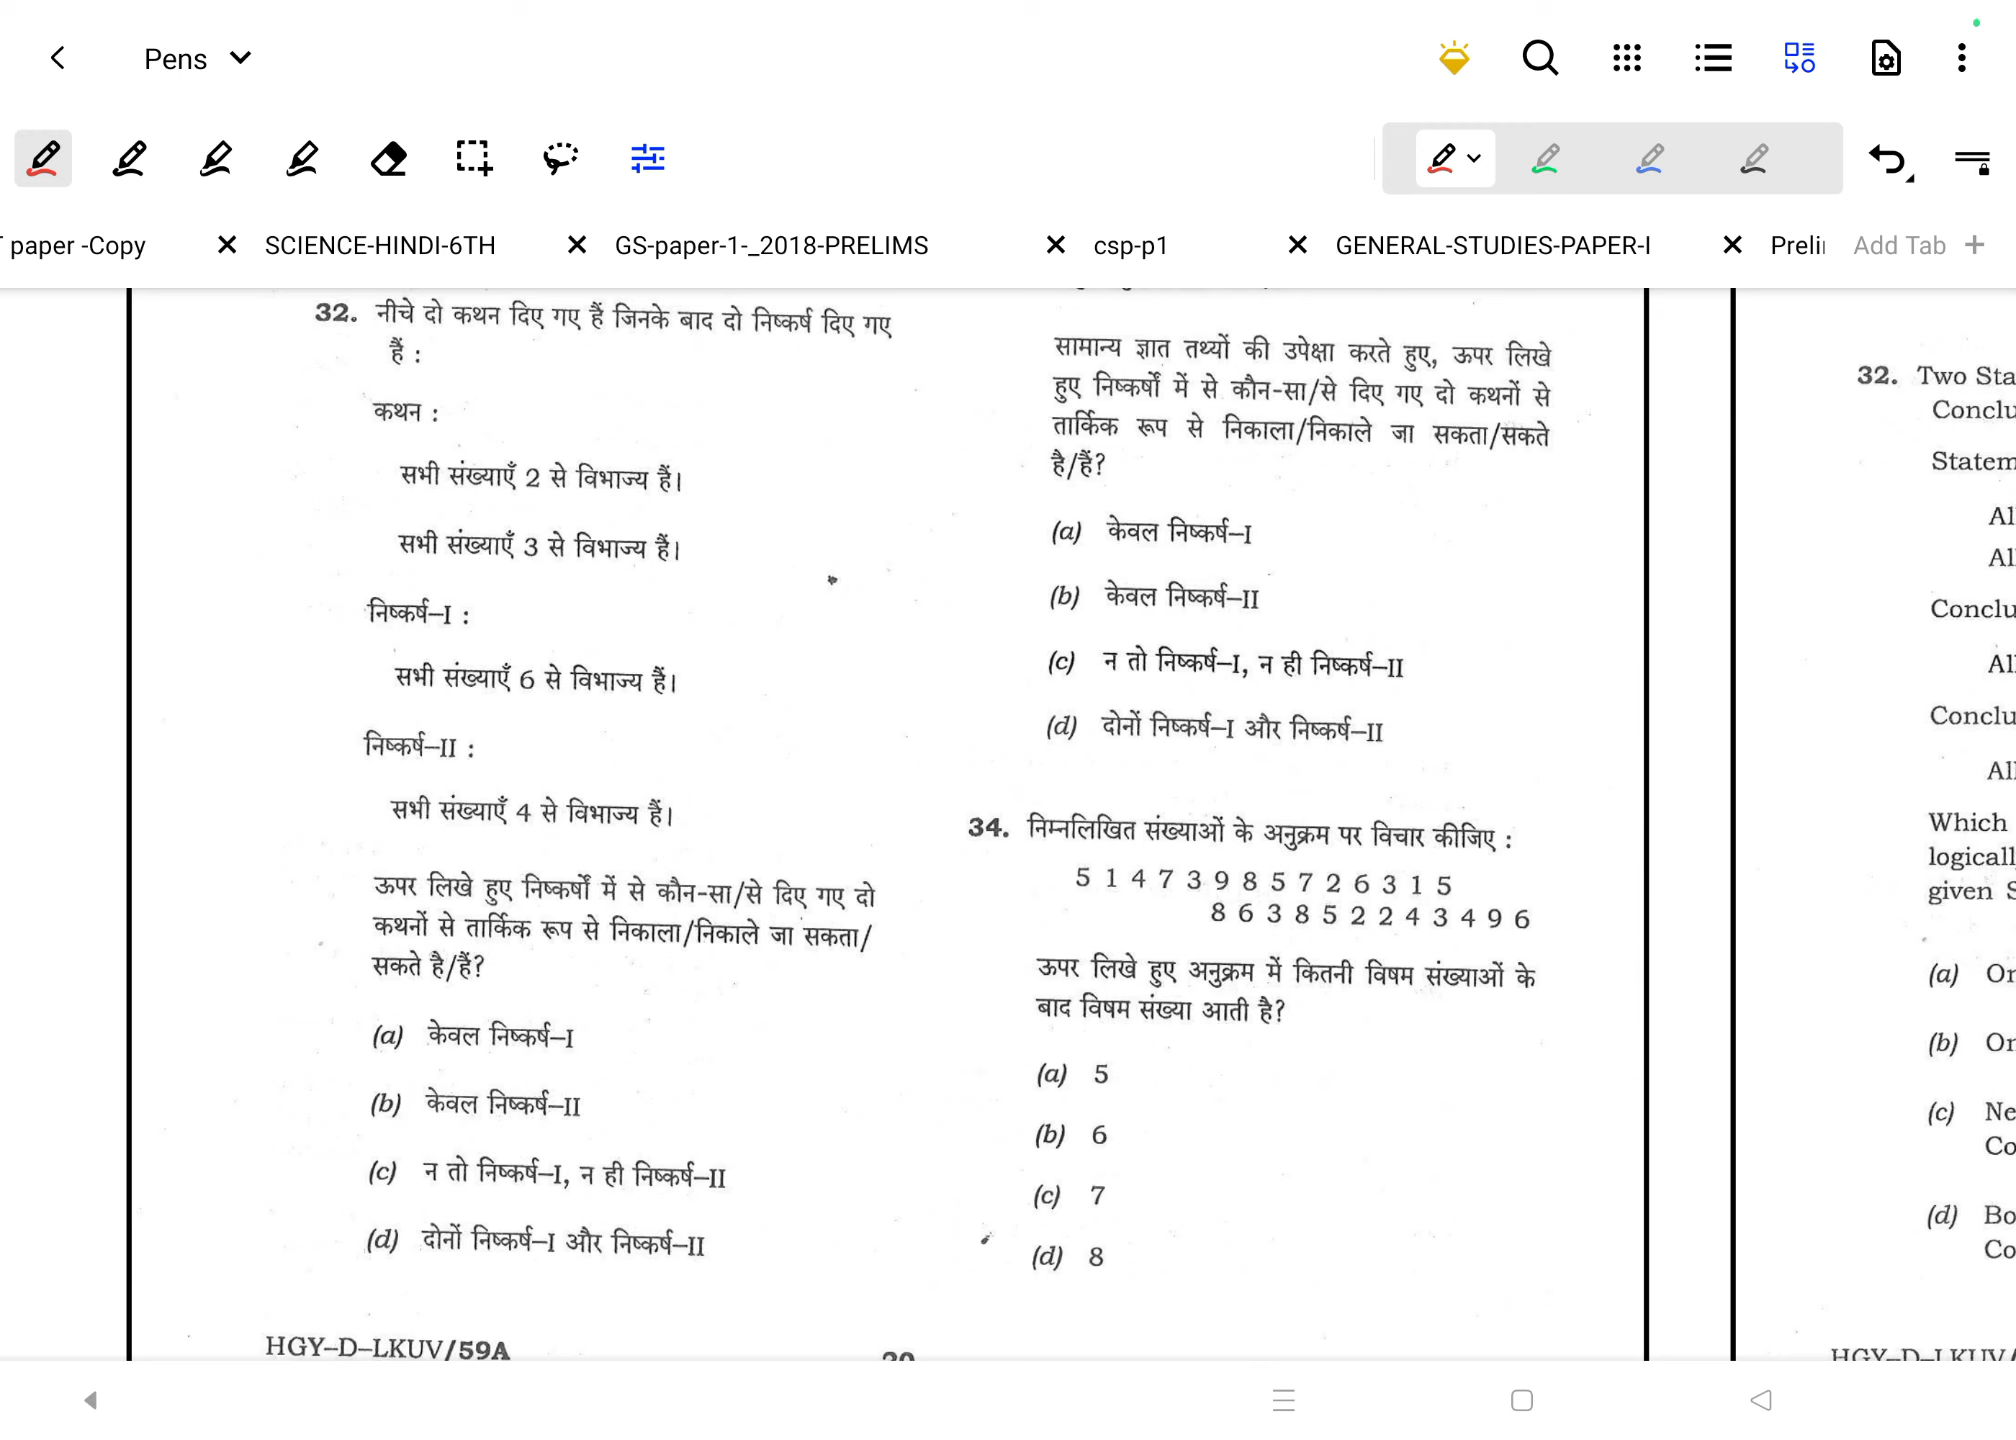 Pens
paper -Copy
SCIENCE-HINDI-6TH
GS-paper-1-_2018-PRELIMS
csp-p1
GENERAL-STUDIES-PAPER-I
Add Tab +
32. नीचे दो कथन दिए गए हैं जिनके बाद दो निष्कर्ष दिए गए
हैं :
कथन :
सभी संख्याएँ 2 से विभाज्य हैं।
सभी संख्याएँ 3 से विभाज्य हैं।
निष्कर्ष–I :
सभी संख्याएँ 6 से विभाज्य हैं।
निष्कर्ष–II :
सभी संख्याएँ 4 से विभाज्य हैं।
ऊपर लिखे हुए निष्कर्षों में से कौन-सा/से दिए गए दो
कथनों से तार्किक रूप से निकाला/निकाले जा सकता/
सकते है/हैं?
(a) केवल निष्कर्ष–I
(b) केवल निष्कर्ष–II
(c) न तो निष्कर्ष–I, न ही निष्कर्ष–II
(d) दोनों निष्कर्ष–I और निष्कर्ष–II
HGY–D–LKUV/59A
सामान्य ज्ञात तथ्यों की उपेक्षा करते हुए, ऊपर लिखे
हुए निष्कर्षों में से कौन-सा/से दिए गए दो कथनों से
तार्किक रूप से निकाला/निकाले जा सकता/सकते
है/हैं?
(a) केवल निष्कर्ष–I
(b) केवल निष्कर्ष–II
(c) न तो निष्कर्ष–I, न ही निष्कर्ष–II
(d) दोनों निष्कर्ष–I और निष्कर्ष–II
34. निम्नलिखित संख्याओं के अनुक्रम पर विचार कीजिए :
5 1 4 7 3 9 8 5 7 2 6 3 1 5
8 6 3 8 5 2 2 4 3 4 9 6
ऊपर लिखे हुए अनुक्रम में कितनी विषम संख्याओं के
बाद विषम संख्या आती है?
(a) 5
(b) 6
(c) 7
(d) 8
32. Two
Which
given
(a)
(b)
(c)
(d)